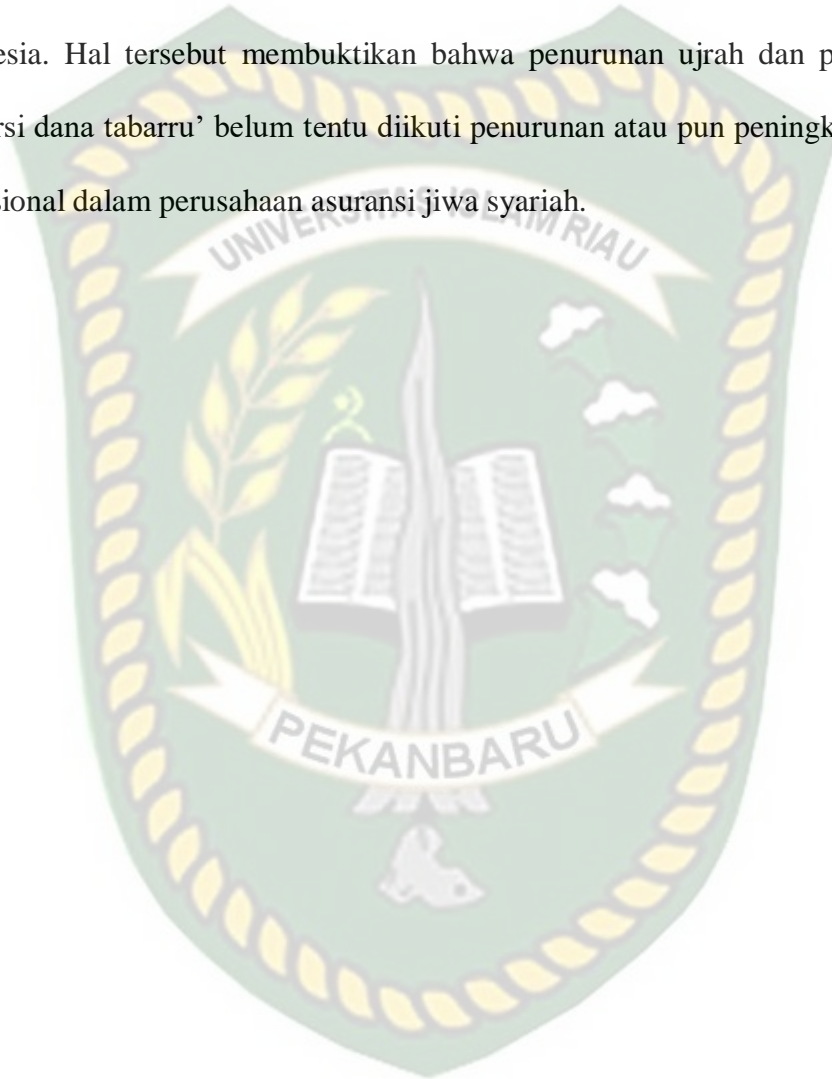 esia. Hal tersebut membuktikan bahwa penurunan ujrah dan p
rsi dana tabarru’ belum tentu diikuti penurunan atau pun peningk
sional dalam perusahaan asuransi jiwa syariah.
UNIVERSITAS ISLAM RIAU
PEKANBARU